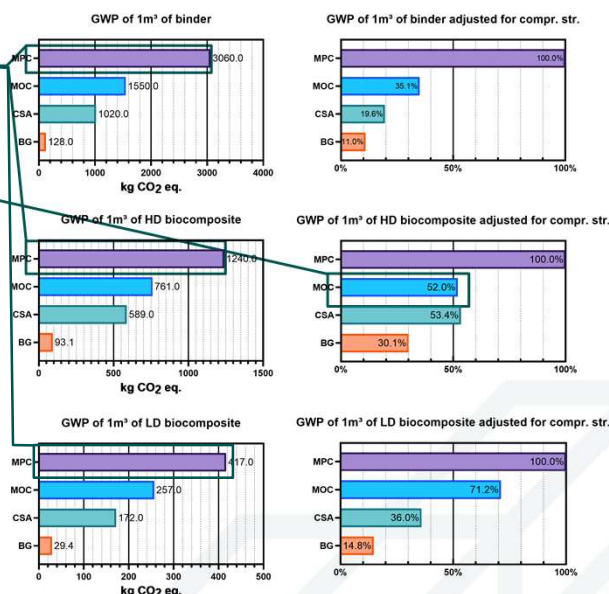 GWP of 1m³ of binder
MPC 3060.0
MOC 1550.0
CSA 1020.0
BG 128.0
0 1000 2000 3000 4000
kg CO2 eq.
GWP of 1m³ of binder adjusted for compr. str.
MPC 100.0%
MOC 35.1%
CSA 19.6%
BG 11.0%
0% 50% 100%
GWP of 1m³ of HD biocomposite
MPC 1240.0
MOC 761.0
CSA 589.0
BG 93.1
0 500 1000 1500
kg CO2 eq.
GWP of 1m³ of HD biocomposite adjusted for compr. str.
MPC 100.0%
MOC 52.0%
CSA 53.4%
BG 30.1%
0% 50% 100%
GWP of 1m³ of LD biocomposite
MPC 417.0
MOC 257.0
CSA 172.0
BG 29.4
0 100 200 300 400 500
kg CO2 eq.
GWP of 1m³ of LD biocomposite adjusted for compr. str.
MPC 100.0%
MOC 71.2%
CSA 36.0%
BG 14.8%
0% 50% 100%